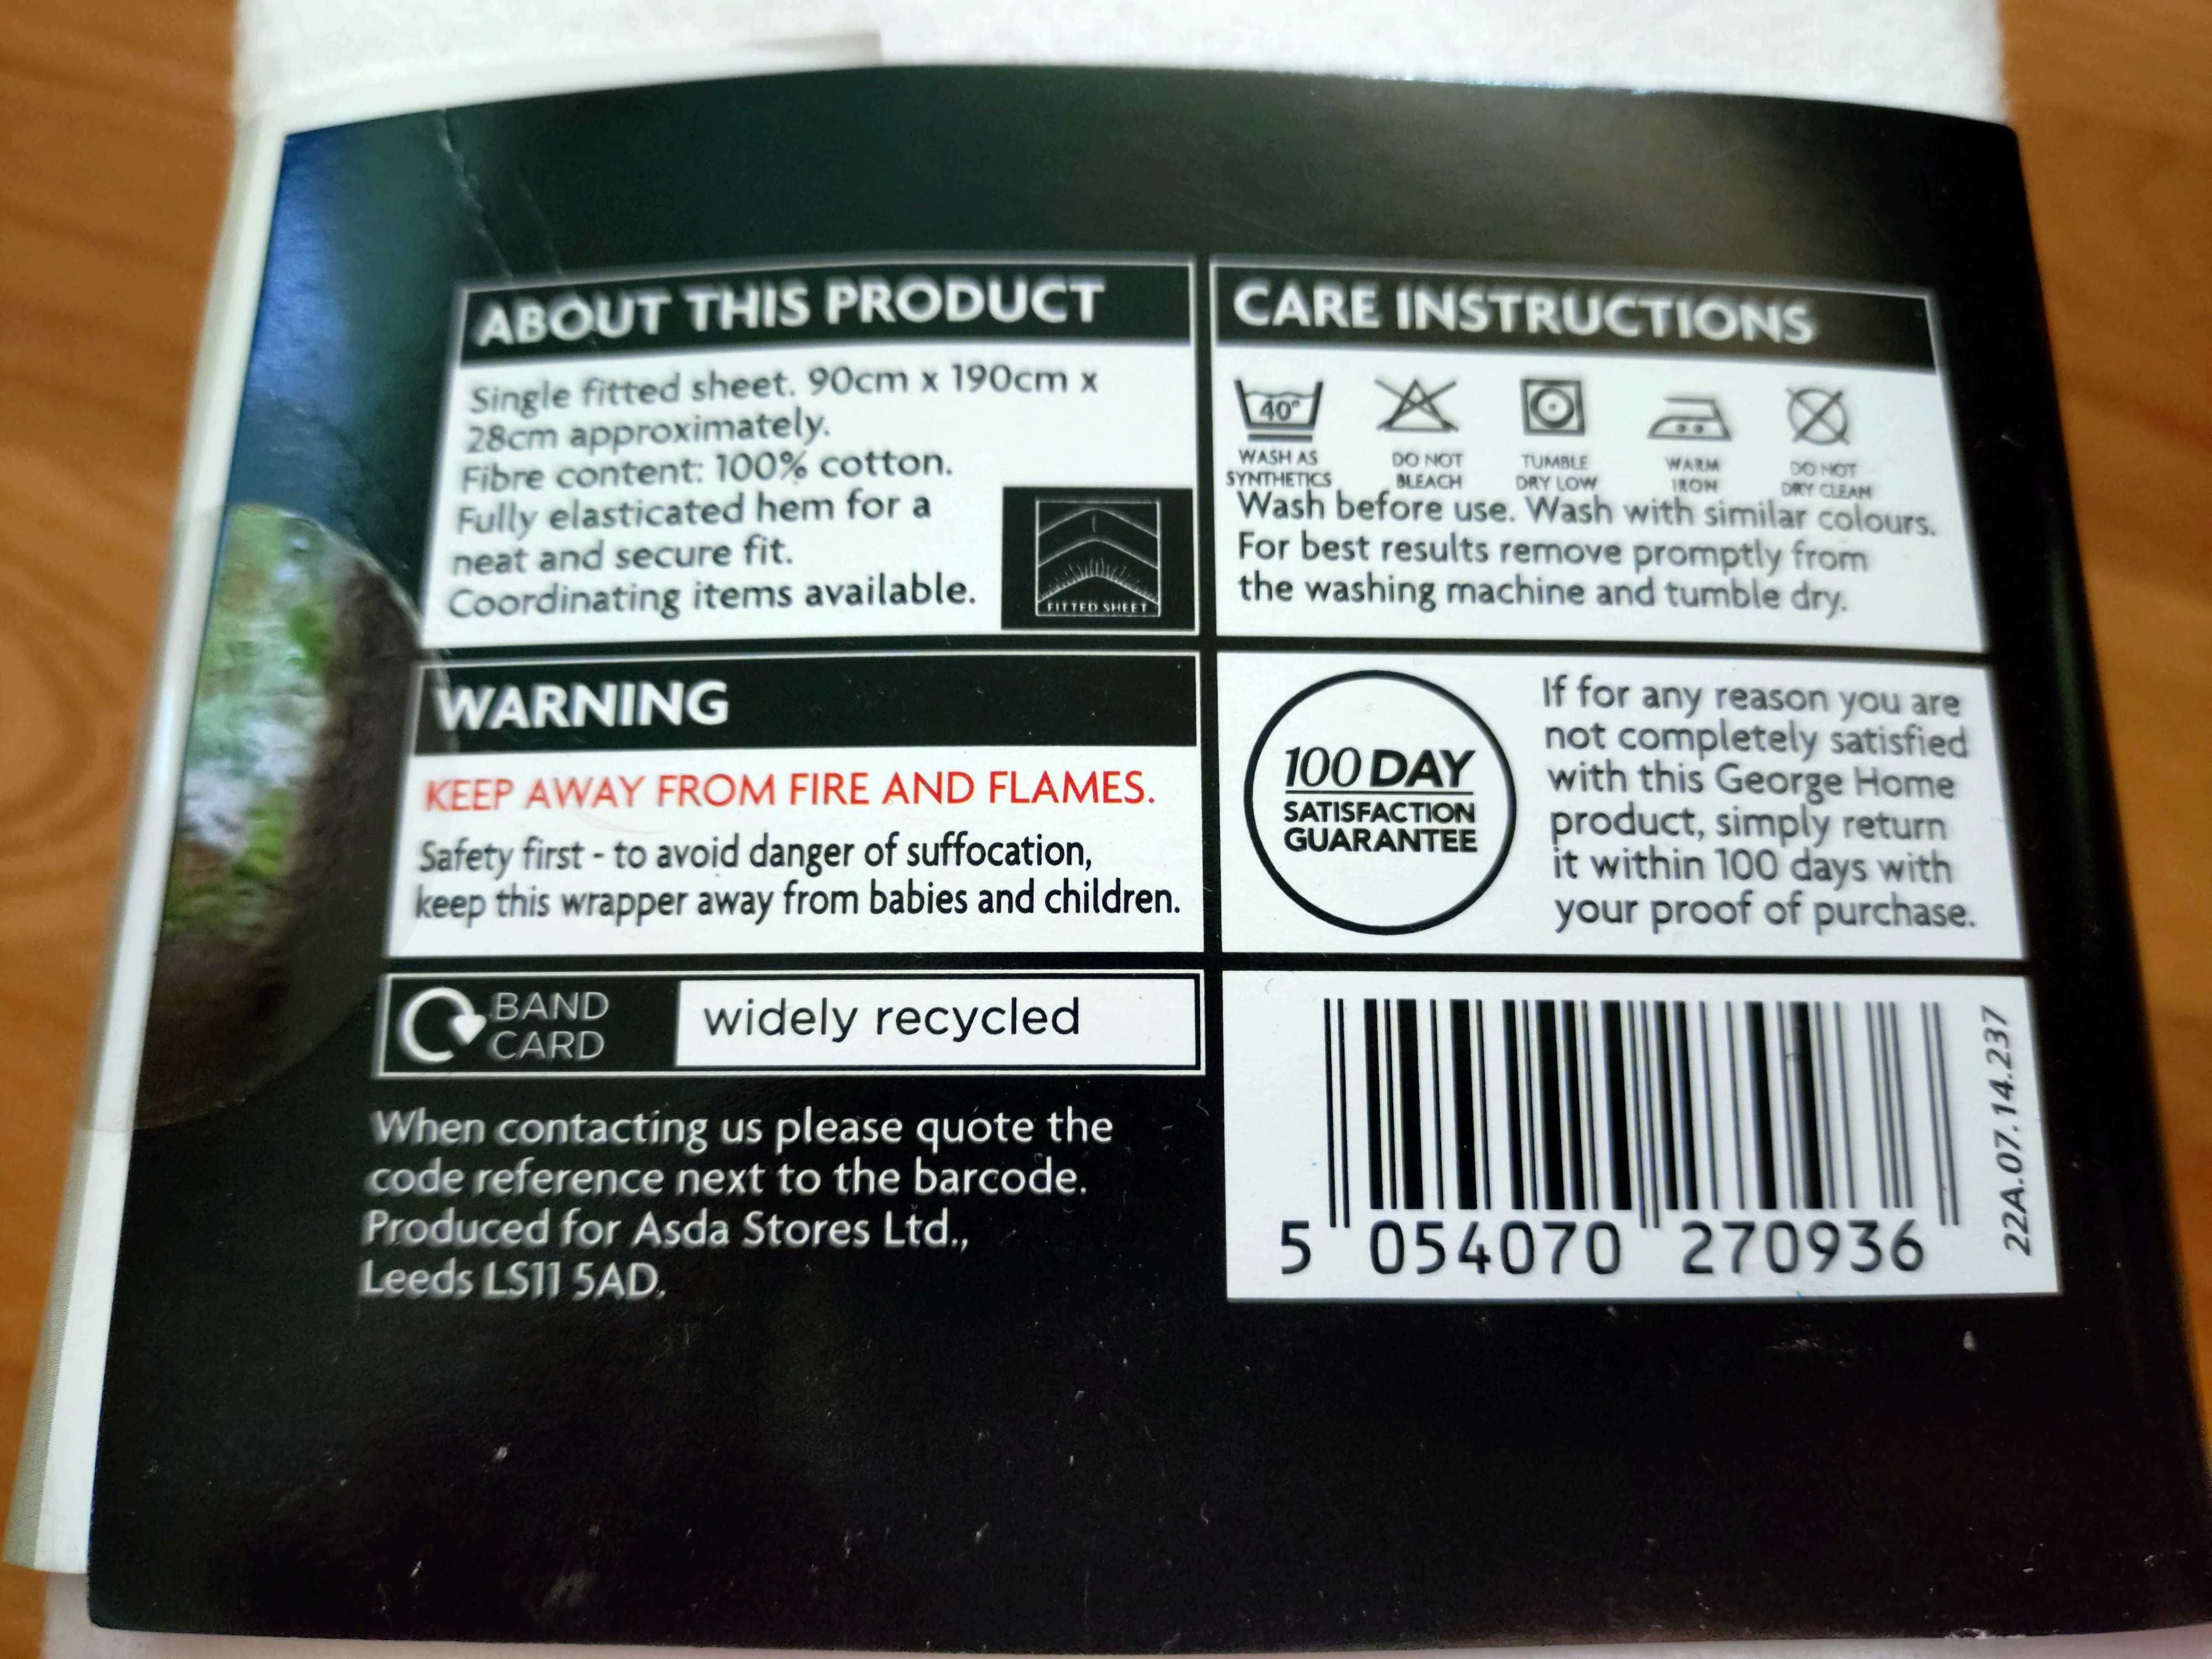 ABOUT THIS PRODUCT
Single fitted sheet. 90cm x 190cm x
28cm approximately.
Fibre content: 100% cotton.
Fully elasticated hem for a
neat and secure fit.
Coordinating items available.
FITTED SHEET
CARE INSTRUCTIONS
40°
WASH AS
SYNTHETICS
DO NOT
BLEACH
TUMBLE
DRY LOW
WARM
IRON
DO NOT
DRY CLEAN
Wash before use. Wash with similar colours.
For best results remove promptly from
the washing machine and tumble dry.
WARNING
KEEP AWAY FROM FIRE AND FLAMES.
Safety first - to avoid danger of suffocation,
keep this wrapper away from babies and children.
100 DAY
SATISFACTION
GUARANTEE
If for any reason you are
not completely satisfied
with this George Home
product, simply return
it within 100 days with
your proof of purchase.
BAND
CARD
widely recycled
When contacting us please quote the
code reference next to the barcode.
Produced for Asda Stores Ltd.,
Leeds LS11 5AD.
5 054070 270936
22A.07.14.237